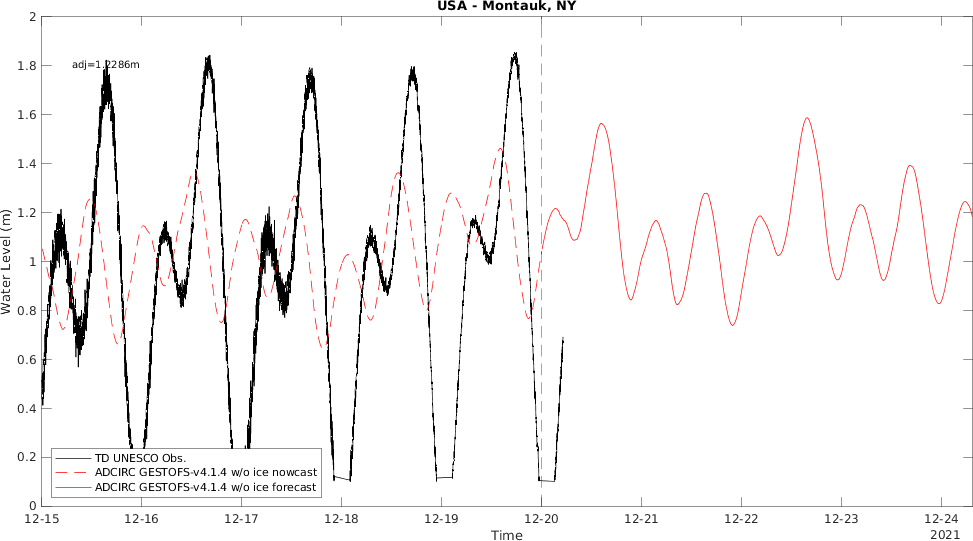 USA - Montauk, NY
2
1.8
1.6
1.4
1.2
1
0.8
0.6
0.4
0.2
0
Water Level (m)
adj=1.2286m
TD UNESCO Obs.
ADCIRC GESTOFS-v4.1.4 w/o ice nowcast
ADCIRC GESTOFS-v4.1.4 w/o ice forecast
12-15 12-16 12-17 12-18 12-19 12-20 12-21 12-22 12-23 12-24
Time
2021